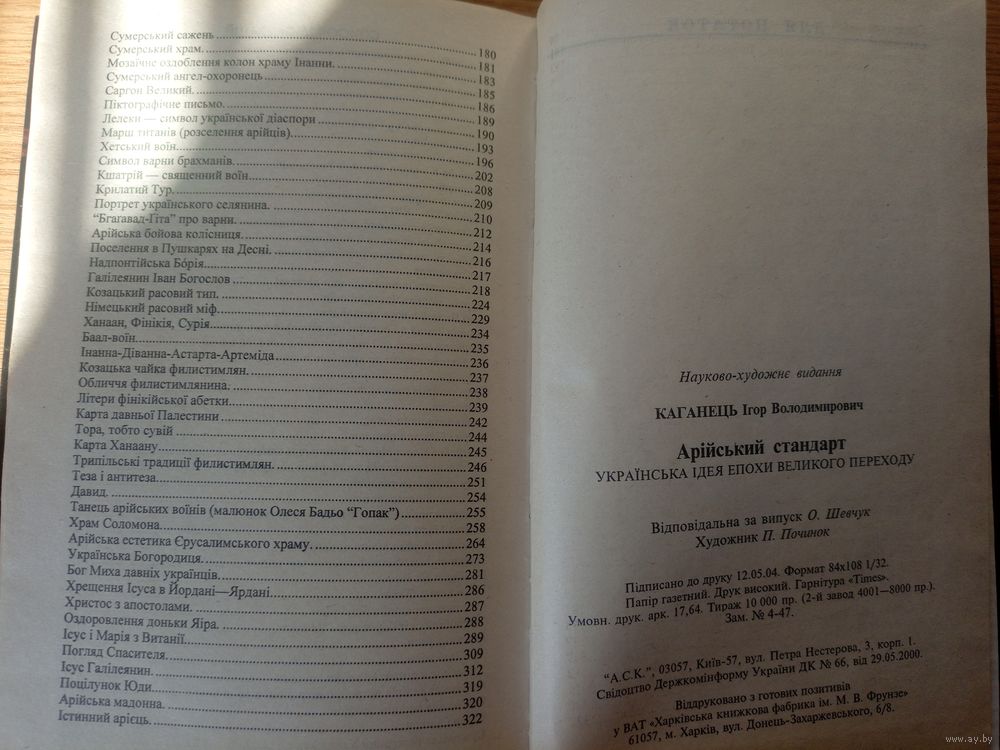 Сумерський сажень ... 180
Сумерський храм. ... 181
Мозаїчне оздоблення колон храму Інанни. ... 183
Сумерський ангел-охоронець ... 185
Саргон Великий. ... 186
Піктографічне письмо. ... 189
Лелеки — символ української діаспори ... 190
Марш титанів (розселення арійців). ... 193
Хетський воїн. ... 196
Символ варни брахманів. ... 202
Кшатрій — священний воїн. ... 208
Крилатий Тур. ... 209
Портрет українського селянина. ... 210
“Бгаґавад-Ґіта” про варни. ... 212
Арійська бойова колісниця. ... 214
Поселення в Пушкарях на Десні. ... 216
Надпонтійська Бóрія. ... 217
Галілеянин Іван Богослов ... 218
Козацький расовий тип. ... 224
Німецький расовий міф. ... 229
Ханаан, Фінікія, Сурія. ... 234
Баал-воїн. ... 235
Інанна-Діванна-Астарта-Артеміда ... 236
Козацька чайка филистимлян. ... 237
Обличчя филистимлянина. ... 238
Літери фінікійської абетки. ... 239
Карта давньої Палестини ... 242
Тора, тобто сувій ... 244
Карта Ханаану ... 245
Трипільські традиції филистимлян. ... 246
Теза і антитеза. ... 251
Давид. ... 254
Танець арійських воїнів (малюнок Олеся Бадьо “Гопак”) ... 255
Храм Соломона. ... 258
Арійська естетика Єрусалимського храму. ... 264
Українська Богородиця. ... 273
Бог Миха давніх українців. ... 281
Хрещення Ісуса в Йордані—Ярдані. ... 286
Христос з апостолами. ... 287
Оздоровлення доньки Яіра. ... 288
Ісус і Марія з Витанії. ... 289
Погляд Спасителя. ... 309
Ісус Галілеянин. ... 312
Поцілунок Юди. ... 319
Арійська мадонна. ... 320
Істинний арієць. ... 322
Науково-художнє видання
КАГАНЕЦЬ Ігор Володимирович
Арійський стандарт
УКРАЇНСЬКА ІДЕЯ ЕПОХИ ВЕЛИКОГО ПЕРЕХОДУ
Відповідальна за випуск О. Шевчук
Художник П. Починок
Підписано до друку 12.05.04. Формат 84х108 1/32.
Папір газетний. Друк високий. Гарнітура «Times».
Умовн. друк. арк. 17,64. Тираж 10 000 пр. (2-й завод 4001—8000 пр.).
Зам. № 4-47.
“А.С.К.”, 03057, Київ-57, вул. Петра Нестерова, 3, корп. 1.
Свідоцтво Держкомінформу України ДК № 66, від 29.05.2000.
Віддруковано з готових позитивів
у ВАТ «Харківська книжкова фабрика ім. М. В. Фрунзе»
61057, м. Харків, вул. Донець-Захаржевського, 6/8.
www.ay.by